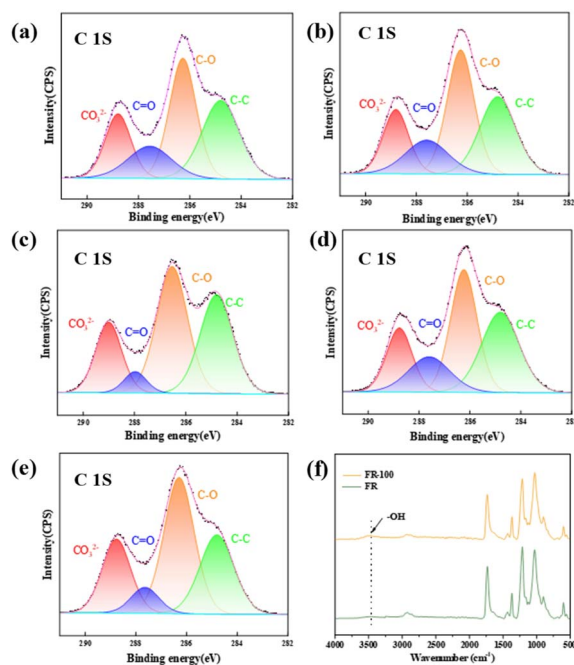 (a)
C 1S
C-O
C=O
CO₃²⁻
C-C
Intensity(CPS)
290 288 286 284 282
Binding energy(eV)
(b)
C 1S
C-O
C=O
CO₃²⁻
C-C
Intensity(CPS)
290 288 286 284 282
Binding energy(eV)
(c)
C 1S
C-O
C-C
CO₃²⁻
C=O
Intensity(CPS)
290 288 286 284 282
Binding energy(eV)
(d)
C 1S
C-O
C=O
CO₃²⁻
C-C
Intensity(CPS)
290 288 286 284 282
Binding energy(eV)
(e)
C 1S
C-O
C=O
CO₃²⁻
C-C
Intensity(CPS)
290 288 286 284 282
Binding energy(eV)
(f)
FR-100
FR
-OH
4000 3500 3000 2500 2000 1500 1000 500
Wavenumber (cm⁻¹)